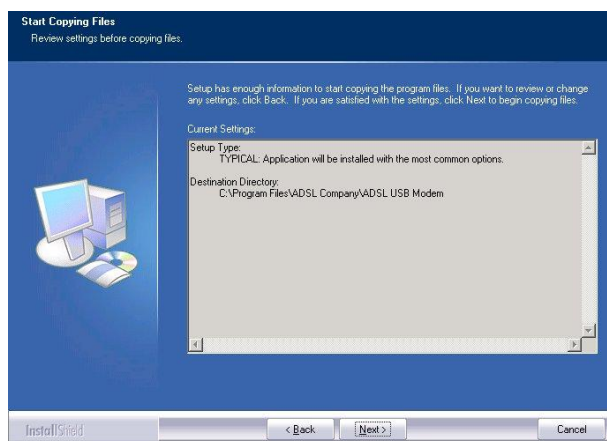 Start Copying Files
Review settings before copying files.
Setup has enough information to start copying the program files. If you want to review or change
any settings, click Back. If you are satisfied with the settings, click Next to begin copying files.
Current Settings:
Setup Type:
TYPICAL: Application will be installed with the most common options.
Destination Directory:
C:\Program Files\ADSL Company\ADSL USB Modem
InstallShield
< Back
Next >
Cancel